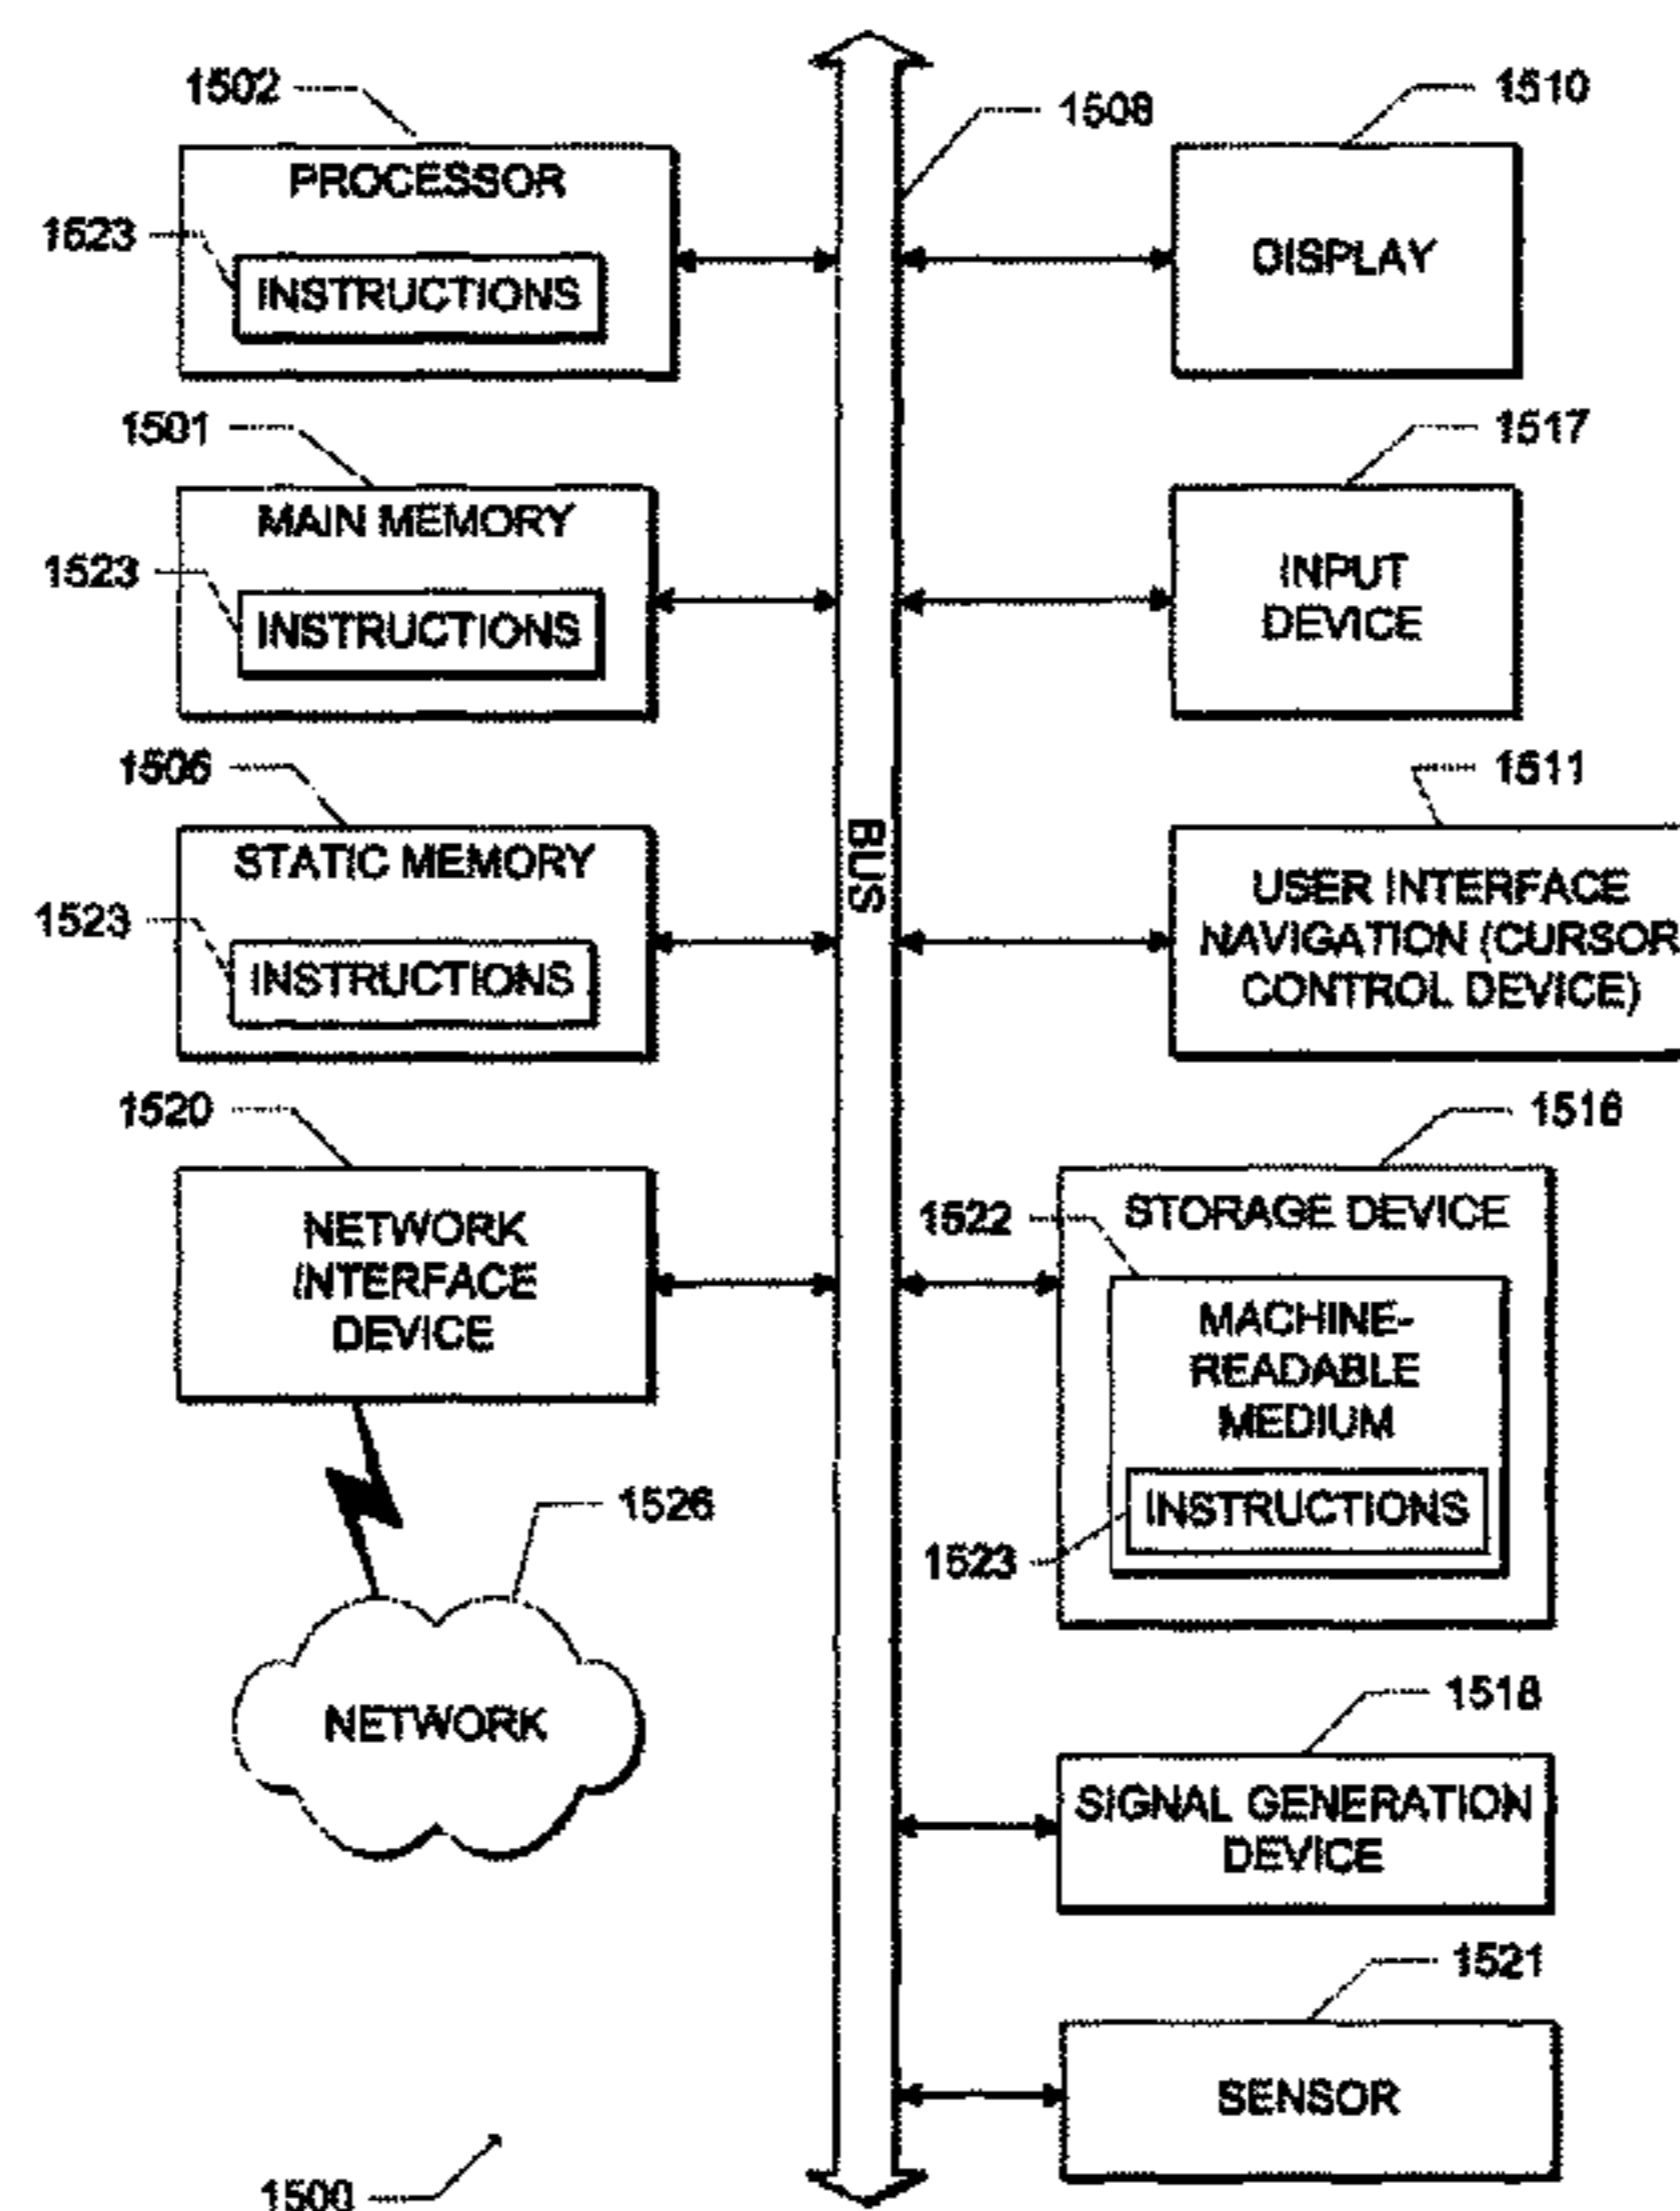 1502
PROCESSOR
1523
INSTRUCTIONS
1501
MAIN MEMORY
1523
INSTRUCTIONS
1506
STATIC MEMORY
1523
INSTRUCTIONS
1520
NETWORK
INTERFACE
DEVICE
1526
NETWORK
1500
1508
BUS
1510
DISPLAY
1517
INPUT
DEVICE
1511
USER INTERFACE
NAVIGATION (CURSOR
CONTROL DEVICE)
1516
STORAGE DEVICE
1522
MACHINE-
READABLE
MEDIUM
INSTRUCTIONS
1523
1518
SIGNAL GENERATION
DEVICE
1521
SENSOR